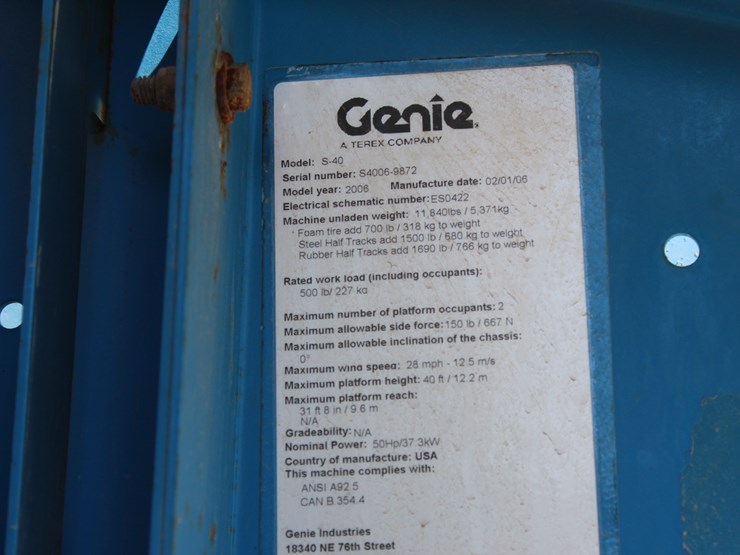 Genie
A TEREX COMPANY
Model: S-40
Serial number: S4006-9872
Model year: 2006 Manufacture date: 02/01/06
Electrical schematic number: ES0422
Machine unladen weight: 11,840lbs / 5,371kg
Foam tire add 700 lb / 318 kg to weight
Steel Half Tracks add 1500 lb / 680 kg to weight
Rubber Half Tracks add 1690 lb / 766 kg to weight
Rated work load (including occupants):
500 lb/ 227 kg
Maximum number of platform occupants: 2
Maximum allowable side force: 150 lb / 667 N
Maximum allowable inclination of the chassis:
0°
Maximum wind speed: 28 mph - 12.5 m/s
Maximum platform height: 40 ft / 12.2 m
Maximum platform reach:
31 ft 8 in / 9.6 m
N/A
Gradeability: N/A
Nominal Power: 50Hp/37.3kW
Country of manufacture: USA
This machine complies with:
ANSI A92.5
CAN B.354.4
Genie Industries
18340 NE 76th Street